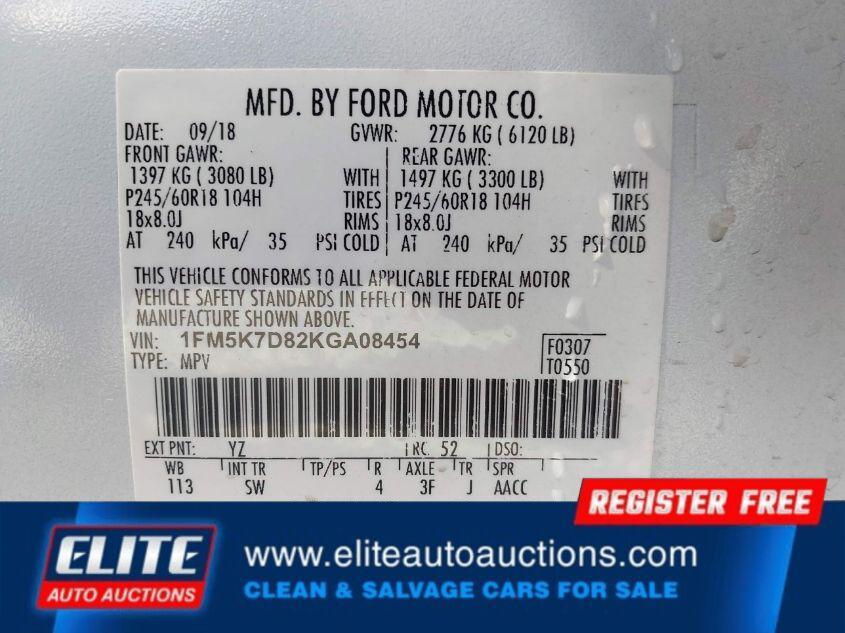 MFD. BY FORD MOTOR CO.
DATE: 09/18 GVWR: 2776 KG ( 6120 LB)
FRONT GAWR: REAR GAWR:
1397 KG ( 3080 LB) WITH 1497 KG ( 3300 LB) WITH
P245/60R18 104H TIRES P245/60R18 104H TIRES
18x8.0J RIMS 18x8.0J RIMS
AT 240 kPa/ 35 PSI COLD AT 240 kPa/ 35 PSI COLD
THIS VEHICLE CONFORMS TO ALL APPLICABLE FEDERAL MOTOR
VEHICLE SAFETY STANDARDS IN EFFECT ON THE DATE OF
MANUFACTURE SHOWN ABOVE.
VIN: 1FM5K7D82KGA08454 F0307
TYPE: MPV T0550
EXT PNT: YZ RC: 52 DSO:
WB INT TR TP/PS R AXLE TR SPR
113 SW 4 3F J AACC
REGISTER FREE
ELITE
AUTO AUCTIONS
www.eliteautoauctions.com
CLEAN & SALVAGE CARS FOR SALE